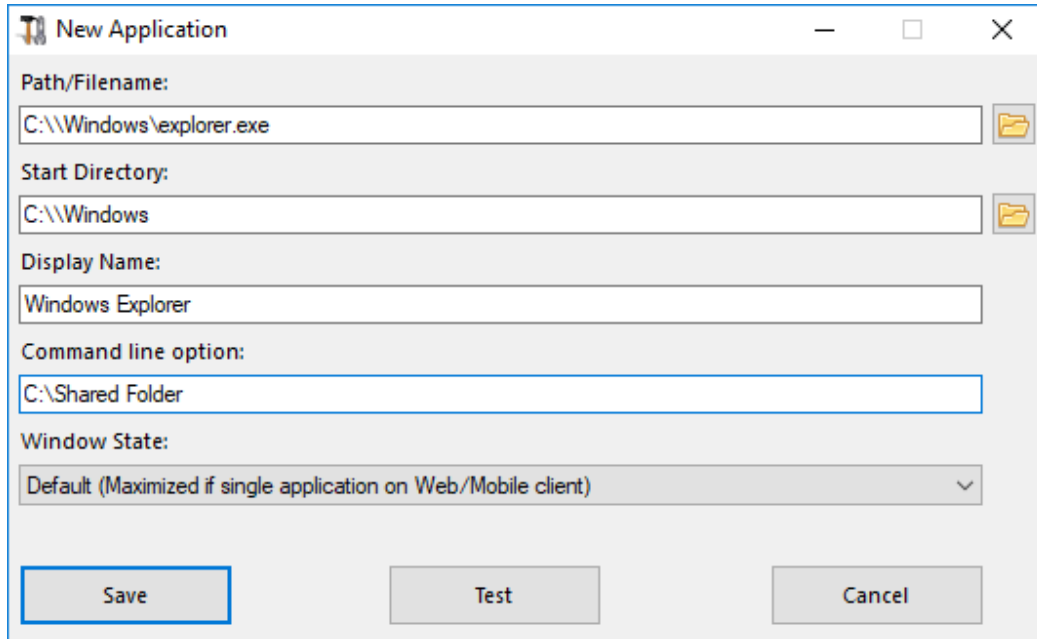 New Application
Path/Filename:
C:\\Windows\explorer.exe
Start Directory:
C:\\Windows
Display Name:
Windows Explorer
Command line option:
C:\Shared Folder
Window State:
Default (Maximized if single application on Web/Mobile client)
Save Test Cancel